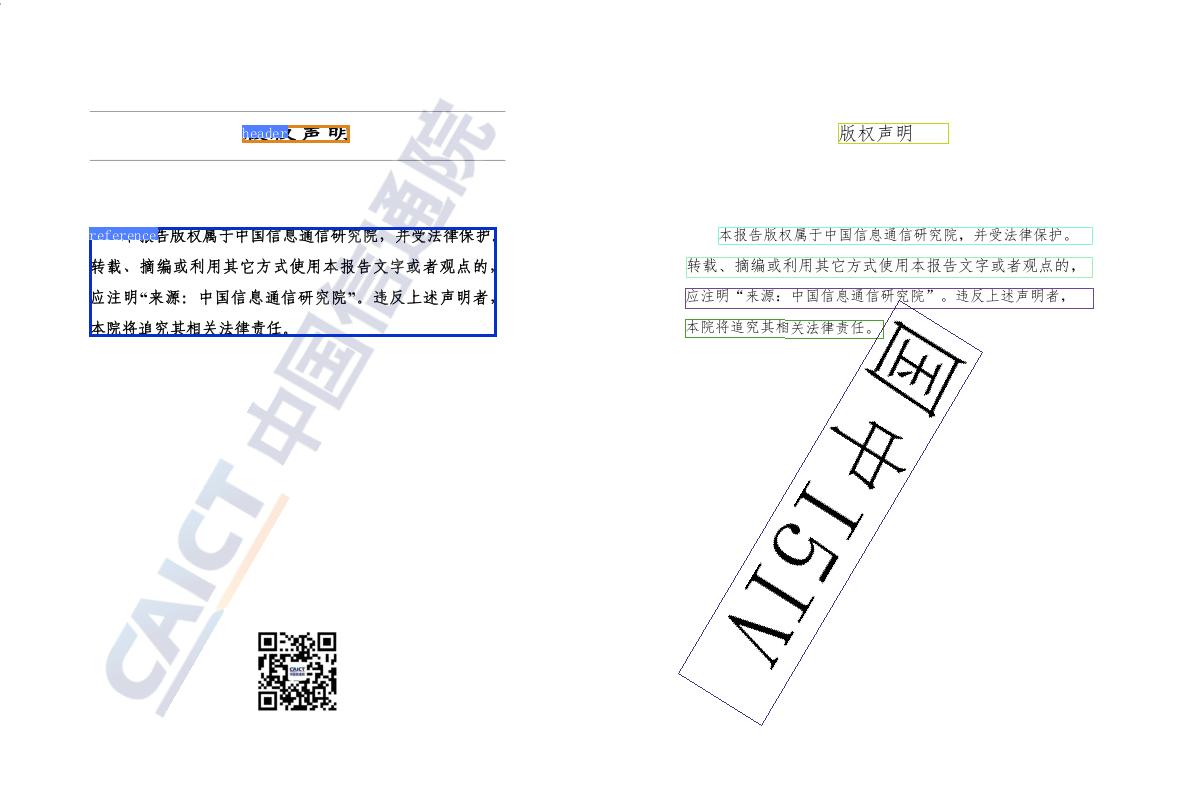 header
权声明
reference
报告版权属于中国信息通信研究院，并受法律保护。
转载、摘编或利用其它方式使用本报告文字或者观点的，
应注明“来源：中国信息通信研究院”。违反上述声明者，
本院将追究其相关法律责任。
CAICT 中国信通院
CAICT
版权声明
本报告版权属于中国信息通信研究院，并受法律保护。
转载、摘编或利用其它方式使用本报告文字或者观点的，
应注明“来源：中国信息通信研究院”。违反上述声明者，
本院将追究其相关法律责任。
VI5I中国